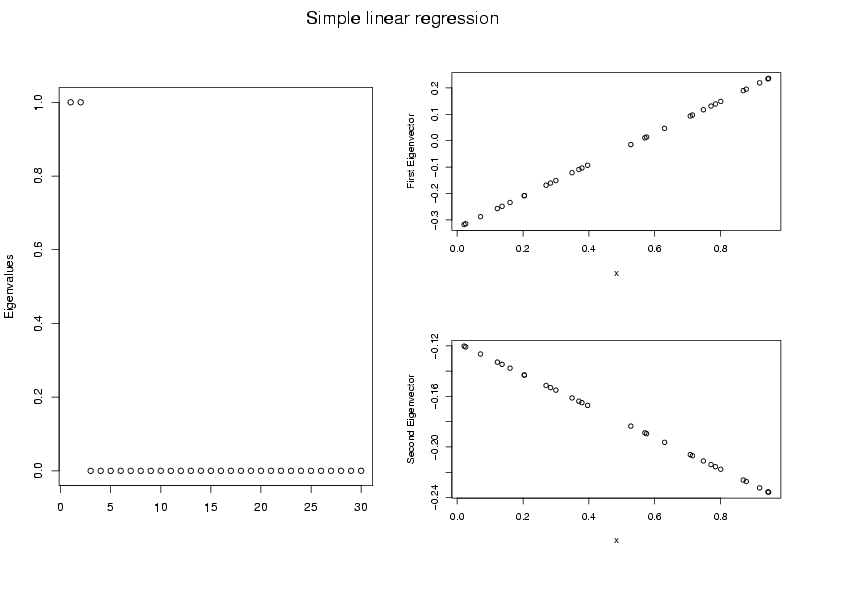 Simple linear regression
Eigenvalues
1.0
0.8
0.6
0.4
0.2
0.0
0 5 10 15 20 25 30
First Eigenvector
0.2
0.1
0.0
−0.1
−0.2
−0.3
0.0 0.2 0.4 0.6 0.8
x
Second Eigenvector
−0.12
−0.16
−0.20
−0.24
0.0 0.2 0.4 0.6 0.8
x